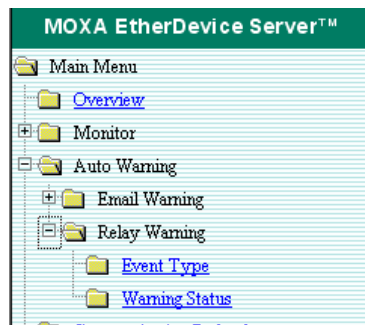 MOXA EtherDevice Server™
Main Menu
Overview
Monitor
Auto Warning
Email Warning
Relay Warning
Event Type
Warning Status